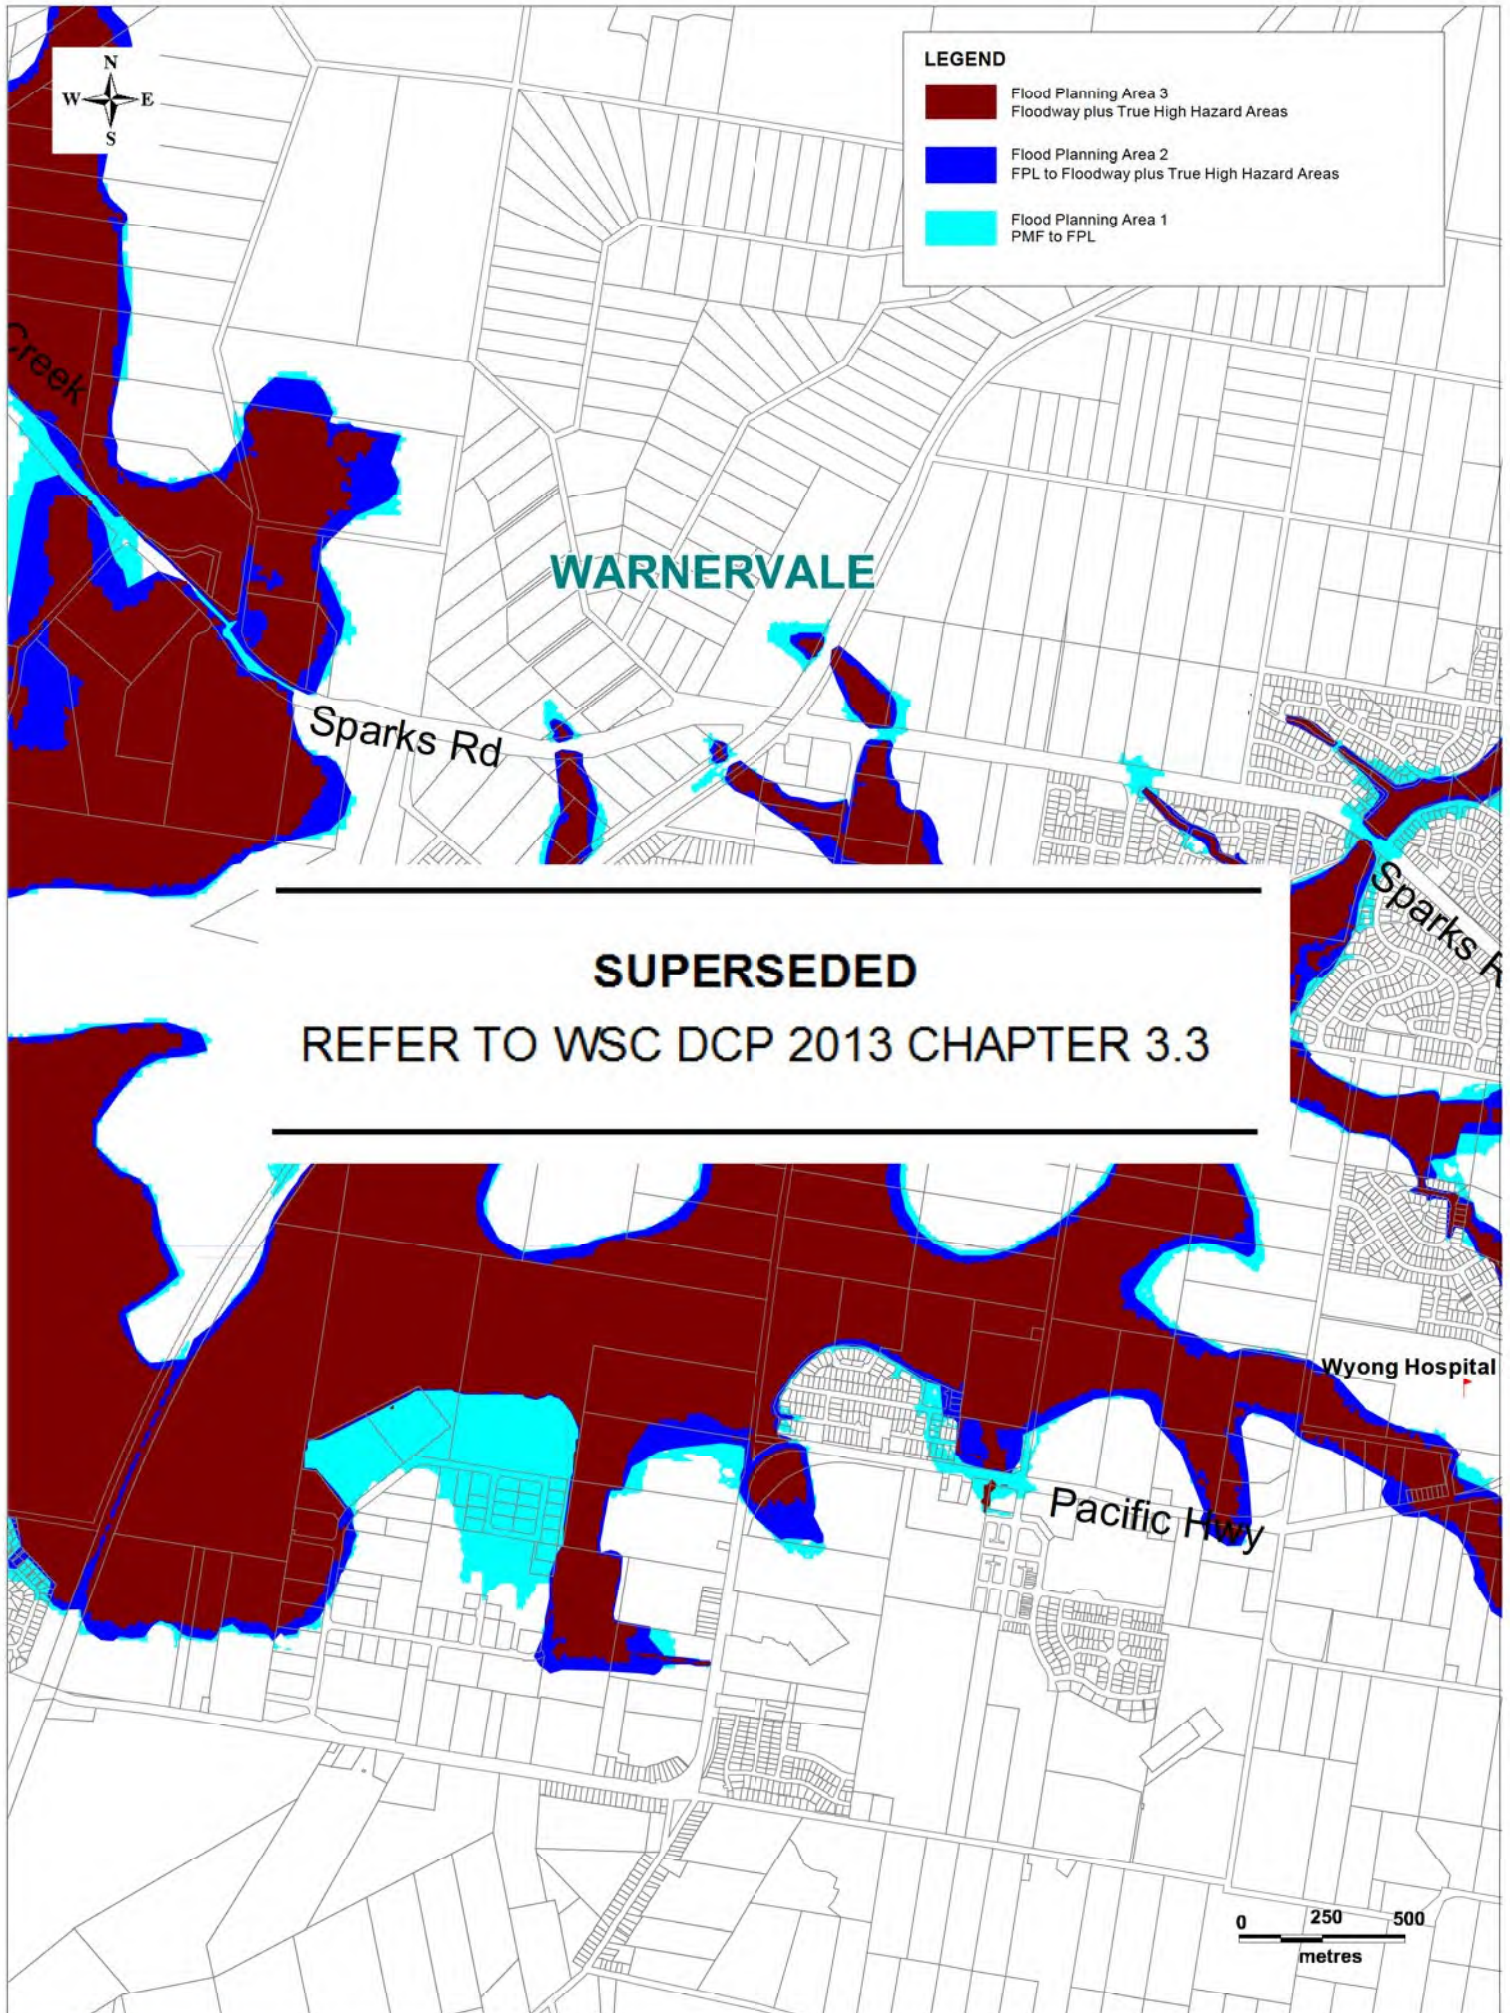 N
W E
S
LEGEND
Flood Planning Area 3
Floodway plus True High Hazard Areas
Flood Planning Area 2
FPL to Floodway plus True High Hazard Areas
Flood Planning Area 1
PMF to FPL
Creek
WARNERVALE
Sparks Rd
Sparks R
SUPERSEDED
REFER TO WSC DCP 2013 CHAPTER 3.3
Wyong Hospital
Pacific Hwy
0 250 500
metres